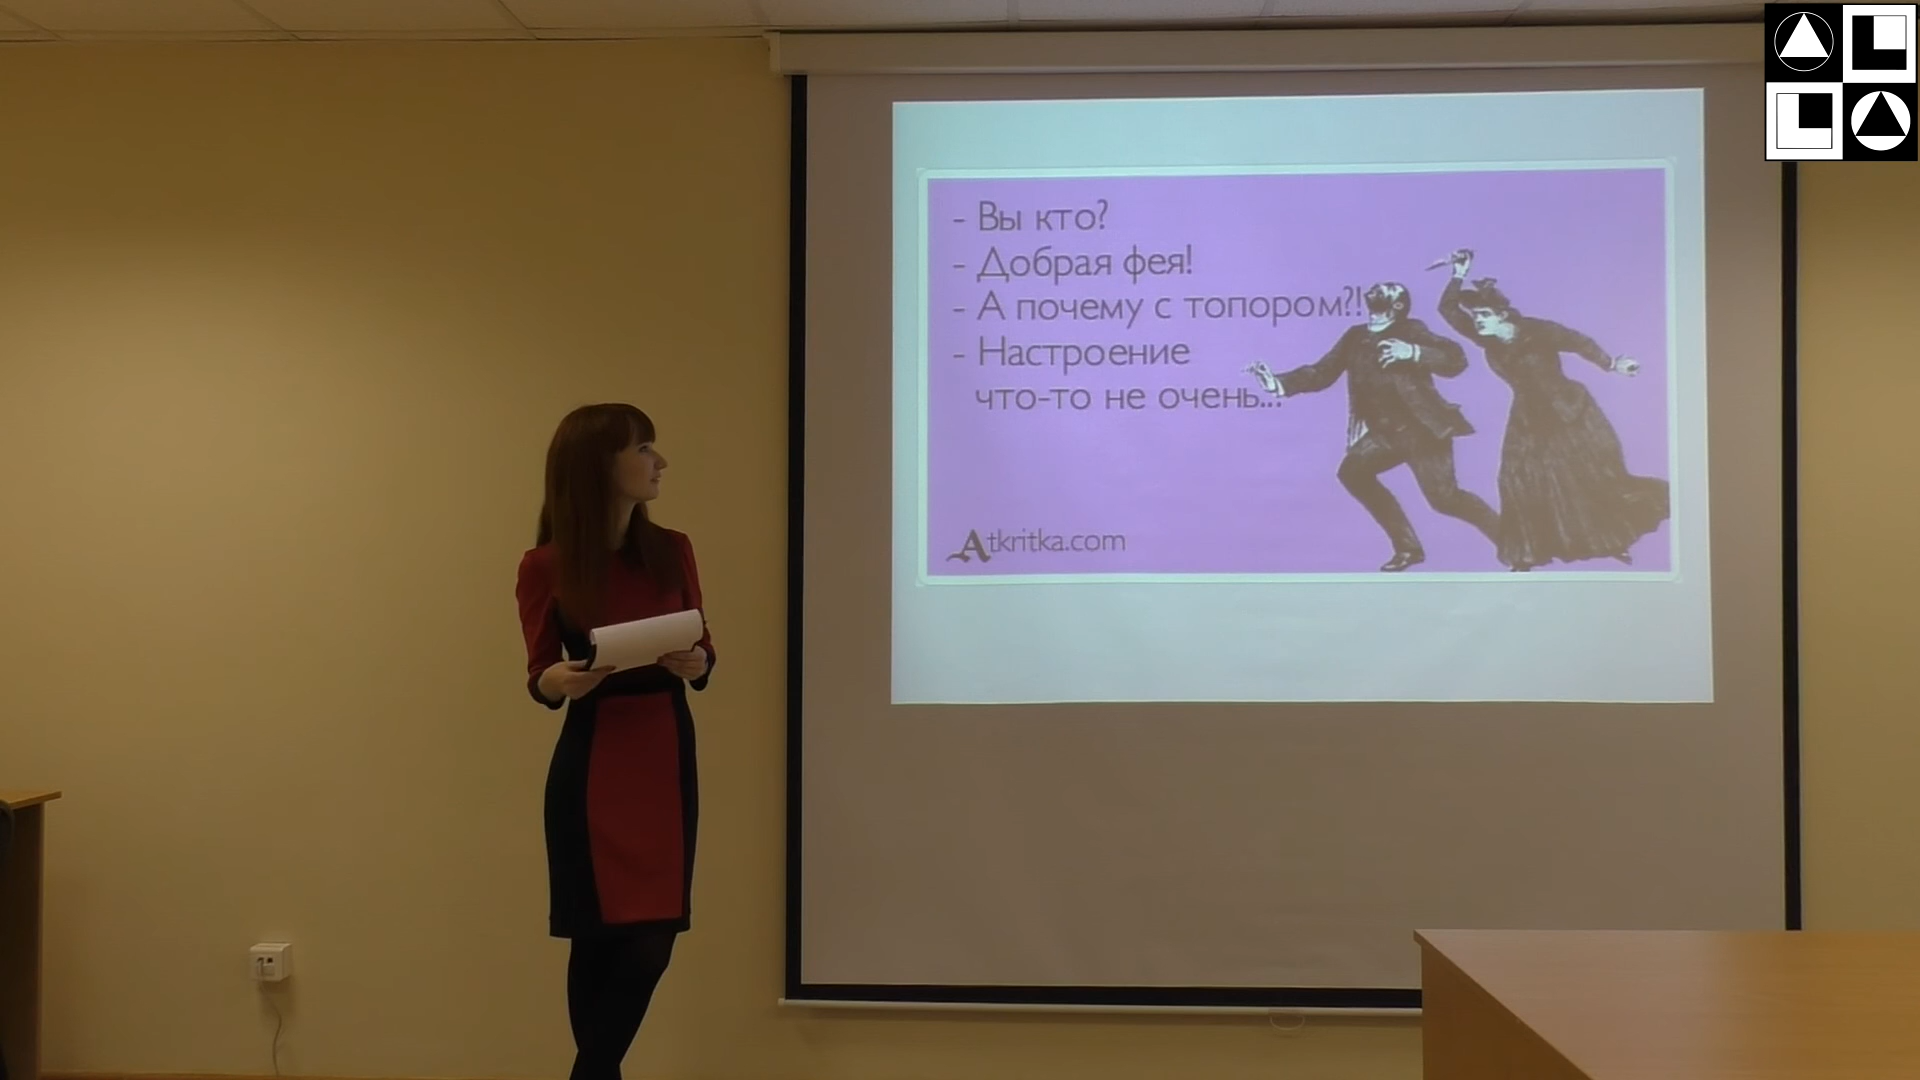 - Вы кто?
- Добрая фея!
- А почему с топором?!
- Настроение
что-то не очень...
Atkritka.com